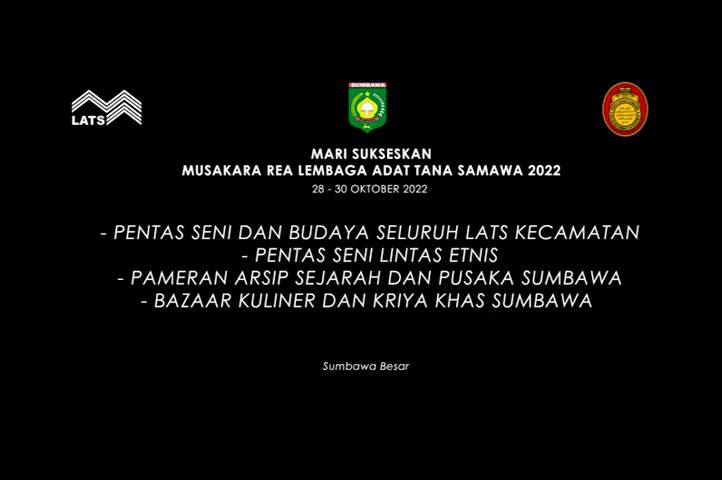 LATS
SUMBAWA
MARI SUKSESKAN
MUSAKARA REA LEMBAGA ADAT TANA SAMAWA 2022
28 - 30 OKTOBER 2022
- PENTAS SENI DAN BUDAYA SELURUH LATS KECAMATAN
- PENTAS SENI LINTAS ETNIS
- PAMERAN ARSIP SEJARAH DAN PUSAKA SUMBAWA
- BAZAAR KULINER DAN KRIYA KHAS SUMBAWA
Sumbawa Besar